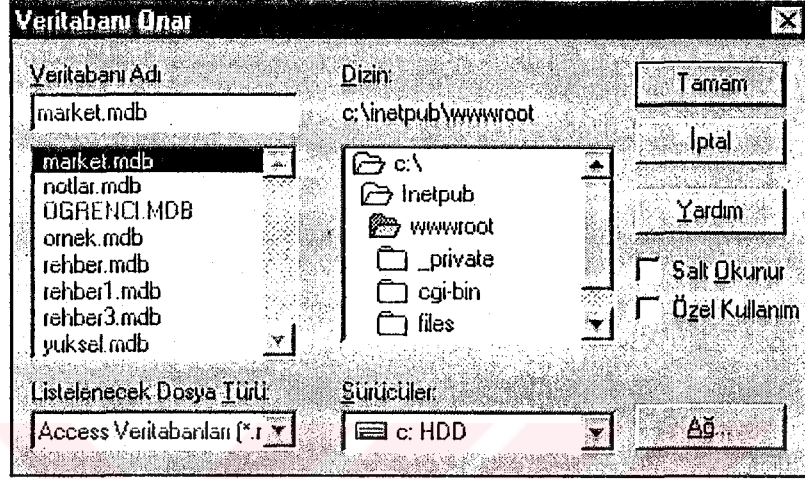 Veritabanı Onar
Veritabanı Adı
market.mdb
market.mdb
notlar.mdb
OGRENCI.MDB
ornek.mdb
rehber.mdb
rehber1.mdb
rehber3.mdb
yuksel.mdb
Listelenecek Dosya Türü:
Access Veritabanları (*.r
Dizin:
c:\inetpub\wwwroot
c:\
Inetpub
wwwroot
_private
cgi-bin
files
Sürücüler:
c: HDD
Tamam
İptal
Yardım
Salt Okunur
Özel Kullanım
Ağ...